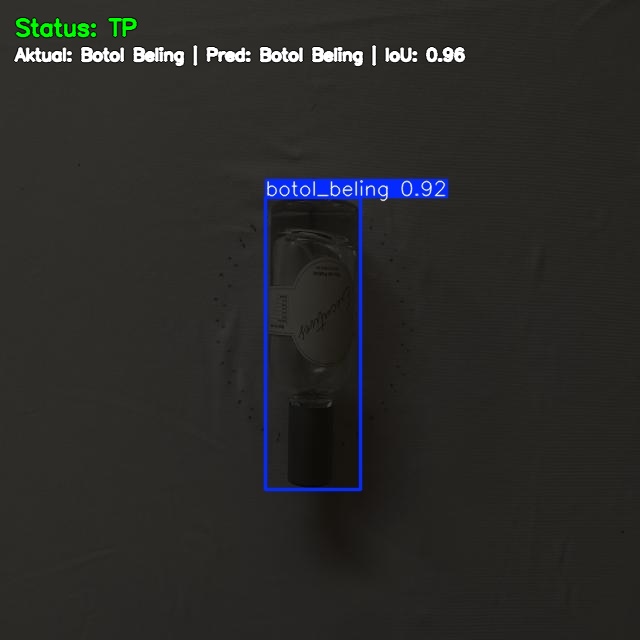 Status: TP
Aktual: Botol Beling | Pred: Botol Beling | IoU: 0.96
botol_beling 0.92